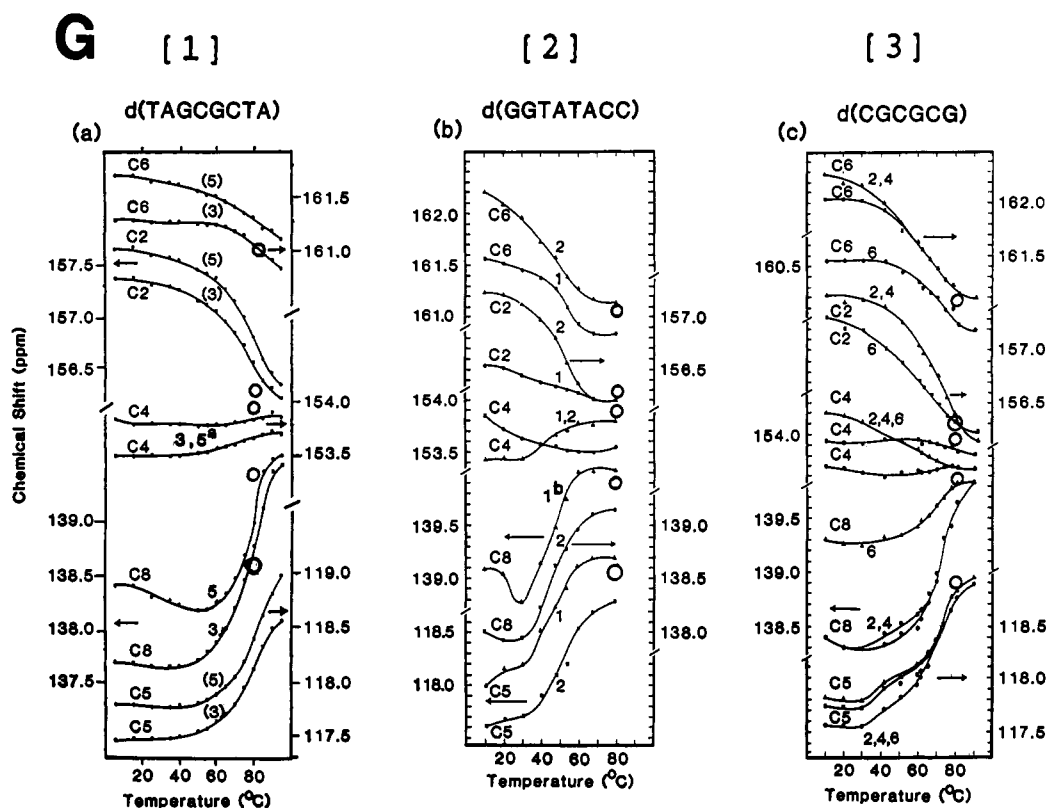 G [1] [2] [3]
d(TAGCGCTA) d(GGTATACC) d(CGCGCG)
(a) (b) (c)
Chemical Shift (ppm)
C6 (5)
C6 (3)
C2 (5)
C2 (3)
C4
3,5a
C4
C8 5
C8 3
C5 (5)
C5 (3)
157.5
157.0
156.5
139.0
138.5
138.0
137.5
161.5
161.0
154.0
153.5
119.0
118.5
118.0
117.5
20 40 60 80
Temperature (°C)
C6 2
C6 1
C2 2
C2 1
C4 1,2
1b
C8 2
C8 1
C5 2
C5
162.0
161.5
161.0
154.0
153.5
139.5
139.0
118.5
118.0
157.0
156.5
139.0
138.5
138.0
20 40 60 80
Temperature (°C)
C6 2,4
C6 6
C2 2,4
C2 6
C4 2,4,6
C4
C8 6
C8 2,4
C5
C5 2,4,6
160.5
154.0
139.5
139.0
138.5
162.0
161.5
157.0
156.5
118.5
118.0
117.5
20 40 60 80
Temperature (°C)